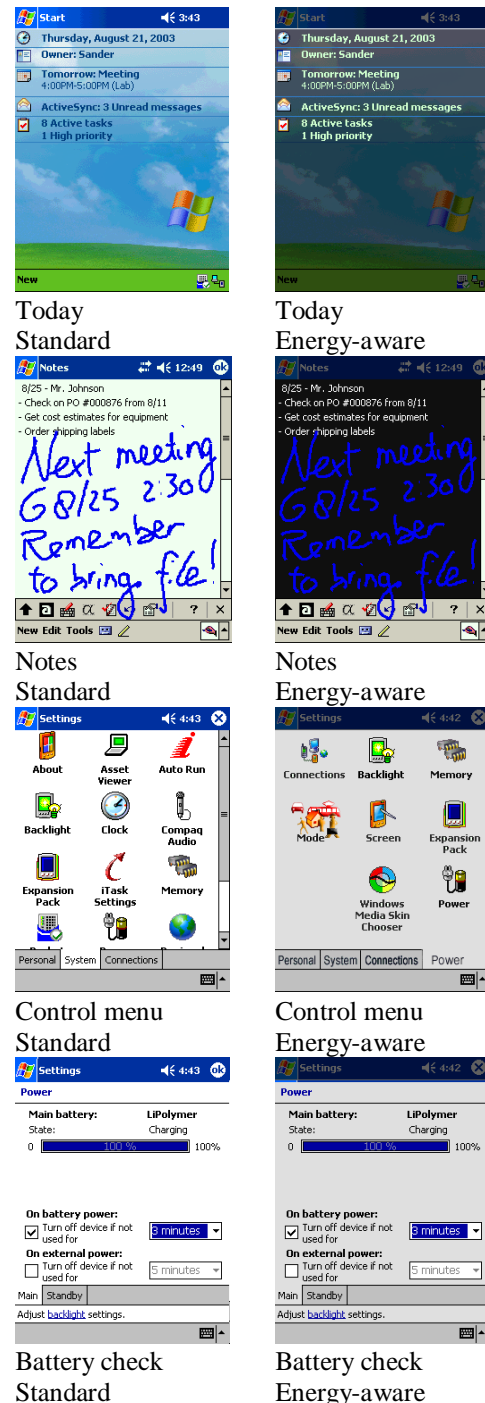 Start 3:43
Thursday, August 21, 2003
Owner: Sander
Tomorrow: Meeting
4:00PM-5:00PM (Lab)
ActiveSync: 3 Unread messages
8 Active tasks
1 High priority
New
Today
Standard
Start 3:43
Thursday, August 21, 2003
Owner: Sander
Tomorrow: Meeting
4:00PM-5:00PM (Lab)
ActiveSync: 3 Unread messages
8 Active tasks
1 High priority
New
Today
Energy-aware
Notes 12:49 ok
8/25 - Mr. Johnson
- Check on PO #000876 from 8/11
- Get cost estimates for equipment
- Order shipping labels
Next meeting
8/25 2:30
Remember
to bring file!
New Edit Tools
Notes
Standard
Notes 12:49 ok
8/25 - Mr. Johnson
- Check on PO #000876 from 8/11
- Get cost estimates for equipment
- Order shipping labels
Next meeting
8/25 2:30
Remember
to bring file!
New Edit Tools
Notes
Energy-aware
Settings 4:43
About Asset Viewer Auto Run
Backlight Clock Compaq Audio
Expansion Pack iTask Settings Memory
Personal System Connections
Control menu
Standard
Settings 4:42
Connections Backlight Memory
Mode Screen Expansion Pack
Windows Media Skin Chooser Power
Personal System Connections Power
Control menu
Energy-aware
Settings 4:43 ok
Power
Main battery: LiPolymer
State: Charging
0 100 % 100%
On battery power:
Turn off device if not used for 3 minutes
On external power:
Turn off device if not used for 5 minutes
Main Standby
Adjust backlight settings.
Battery check
Standard
Settings 4:42
Power
Main battery: LiPolymer
State: Charging
0 100 % 100%
On battery power:
Turn off device if not used for 3 minutes
On external power:
Turn off device if not used for 5 minutes
Main Standby
Adjust backlight settings.
Battery check
Energy-aware